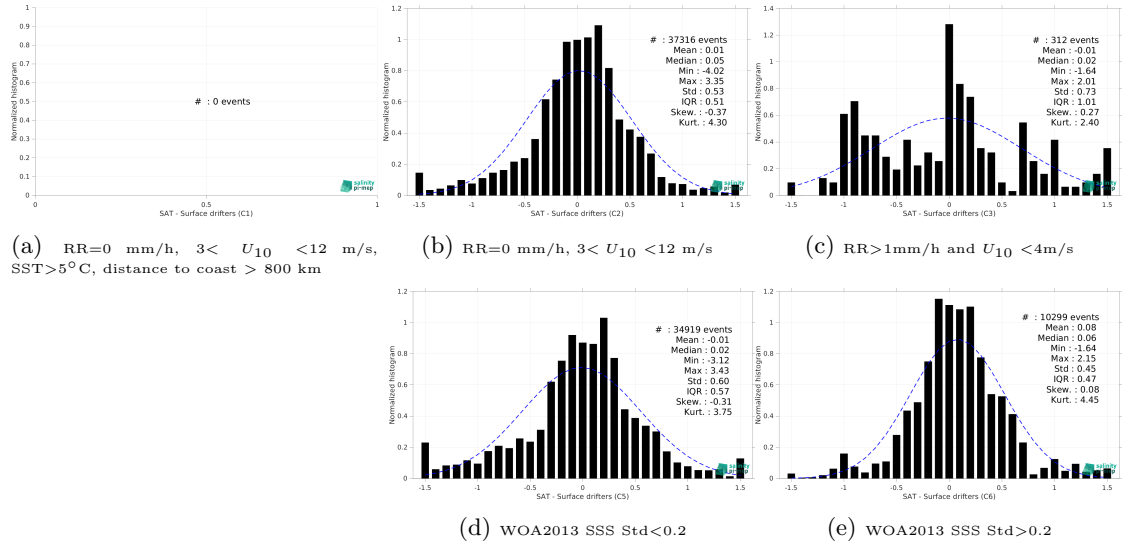 1
0.9
0.8
0.7
0.6
0.5
0.4
0.3
0.2
0.1
0
Normalized histogram
# : 0 events
0 0.5 1
SAT - Surface drifters (C1)
salinity
pi-mep
(a) RR=0 mm/h, 3< U10 <12 m/s,
SST>5°C, distance to coast > 800 km
1.2
1
0.8
0.6
0.4
0.2
0
Normalized histogram
# : 37316 events
Mean : 0.01
Median : 0.05
Min : -4.02
Max : 3.35
Std : 0.53
IQR : 0.51
Skew. : -0.37
Kurt. : 4.30
-1.5 -1 -0.5 0 0.5 1 1.5
SAT - Surface drifters (C2)
(b) RR=0 mm/h, 3< U10 <12 m/s
1.4
1.2
1
0.8
0.6
0.4
0.2
0
Normalized histogram
# : 312 events
Mean : -0.01
Median : 0.02
Min : -1.64
Max : 2.01
Std : 0.73
IQR : 1.01
Skew. : 0.27
Kurt. : 2.40
-1.5 -1 -0.5 0 0.5 1 1.5
SAT - Surface drifters (C3)
(c) RR>1mm/h and U10 <4m/s
1.2
1
0.8
0.6
0.4
0.2
0
Normalized histogram
# : 34919 events
Mean : -0.01
Median : 0.02
Min : -3.12
Max : 3.43
Std : 0.60
IQR : 0.57
Skew. : -0.31
Kurt. : 3.75
-1.5 -1 -0.5 0 0.5 1 1.5
SAT - Surface drifters (C5)
(d) WOA2013 SSS Std<0.2
1.2
1
0.8
0.6
0.4
0.2
0
Normalized histogram
# : 10299 events
Mean : 0.08
Median : 0.06
Min : -1.64
Max : 2.15
Std : 0.45
IQR : 0.47
Skew. : 0.08
Kurt. : 4.45
-1.5 -1 -0.5 0 0.5 1 1.5
SAT - Surface drifters (C6)
(e) WOA2013 SSS Std>0.2